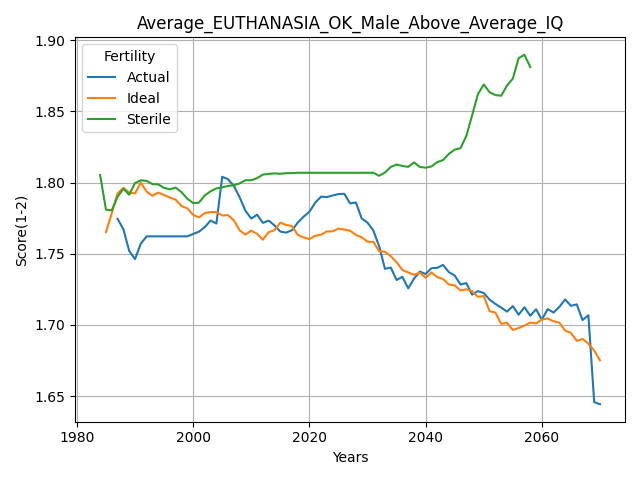 Average_EUTHANASIA_OK_Male_Above_Average_IQ
Score(1-2)
1.90
1.85
1.80
1.75
1.70
1.65
Fertility
Actual
Ideal
Sterile
1980 2000 2020 2040 2060
Years